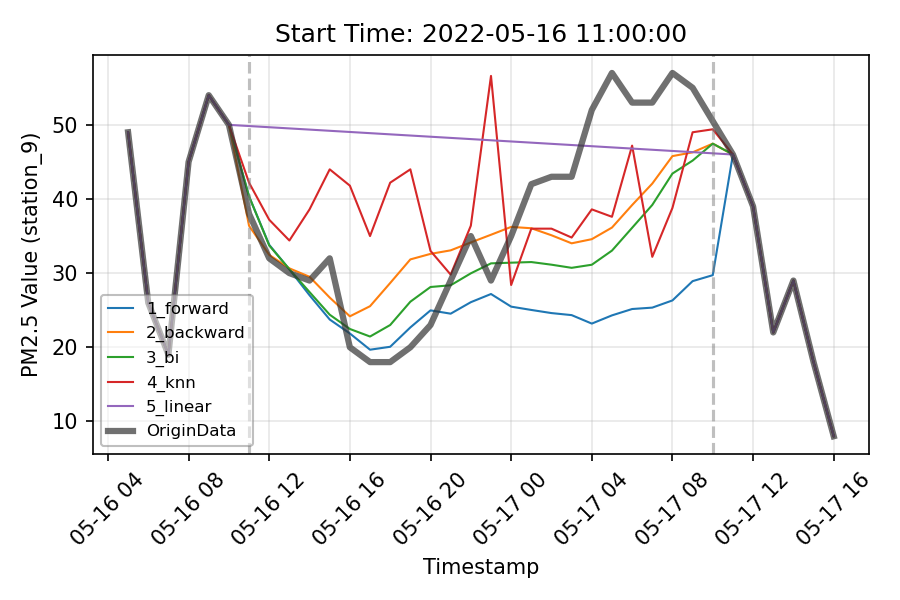 Start Time: 2022-05-16 11:00:00
PM2.5 Value (station_9)
50
40
30
20
10
1_forward
2_backward
3_bi
4_knn
5_linear
OriginData
05-16 04
05-16 08
05-16 12
05-16 16
05-16 20
05-17 00
05-17 04
05-17 08
05-17 12
05-17 16
Timestamp